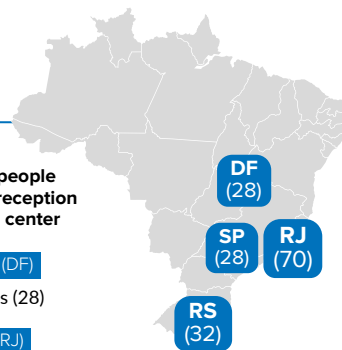 people
reception
center
(DF)
s (28)
RJ)
DF
(28)
SP
(28)
RJ
(70)
RS
(32)